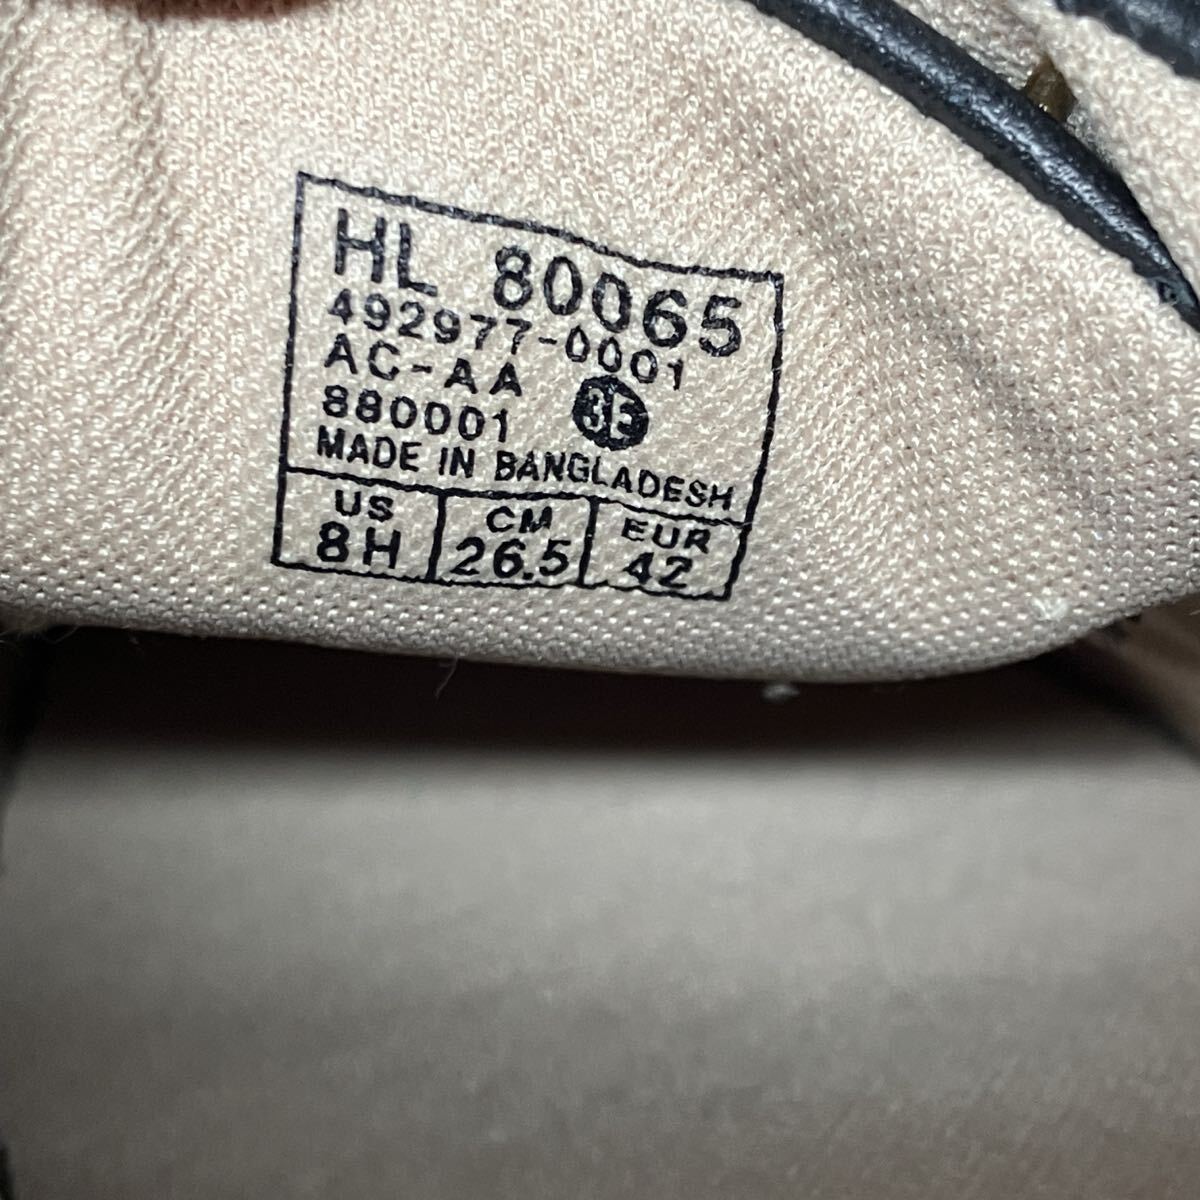 HL 80065
492977-0001
AC-AA
880001 3E
MADE IN BANGLADESH
US CM EUR
8H 26.5 42